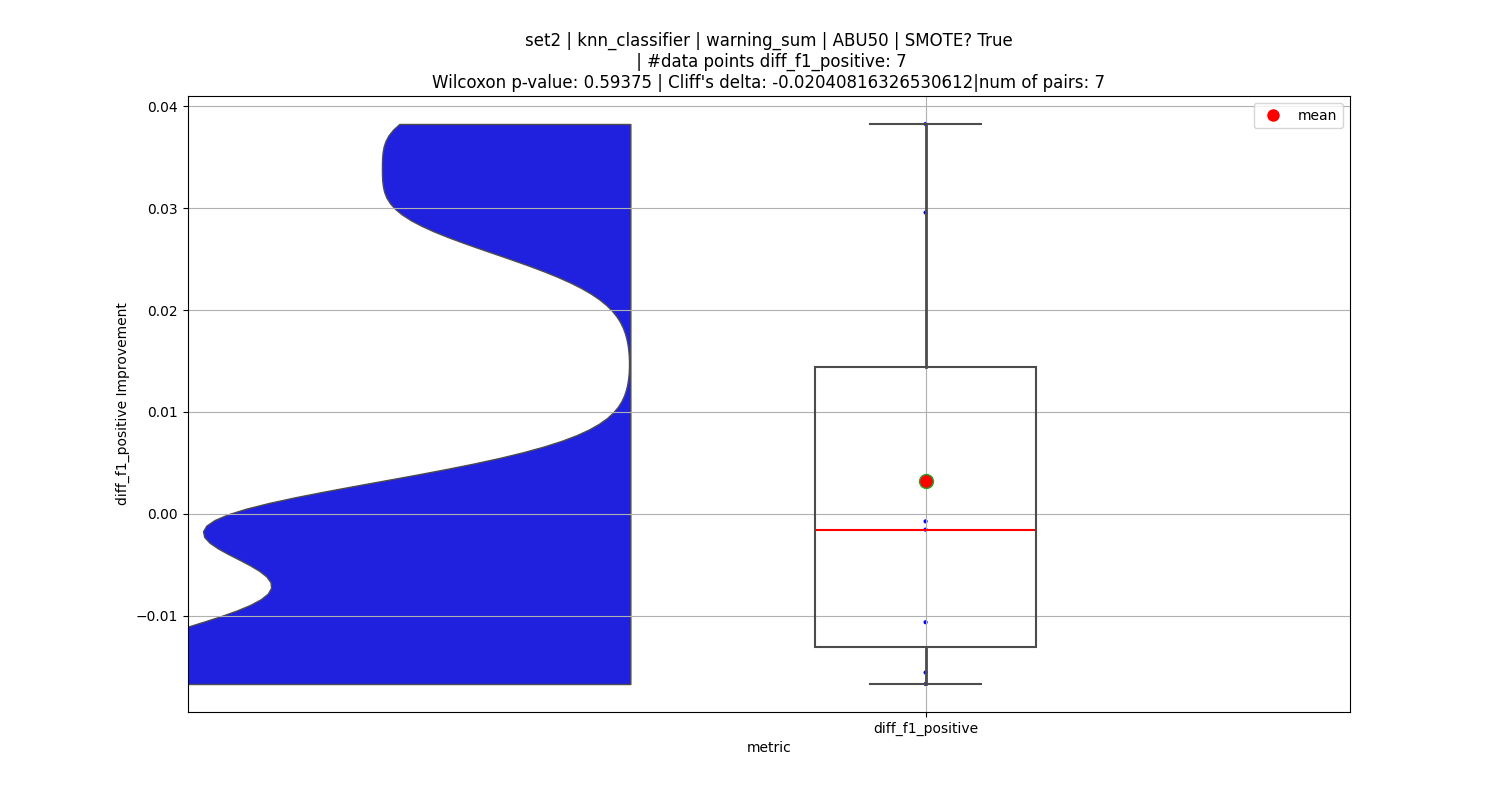 set2 | knn_classifier | warning_sum | ABU50 | SMOTE? True
| #data points diff_f1_positive: 7
Wilcoxon p-value: 0.59375 | Cliff's delta: -0.02040816326530612|num of pairs: 7
mean
0.04
0.03
0.02
0.01
0.00
−0.01
diff_f1_positive Improvement
diff_f1_positive
metric